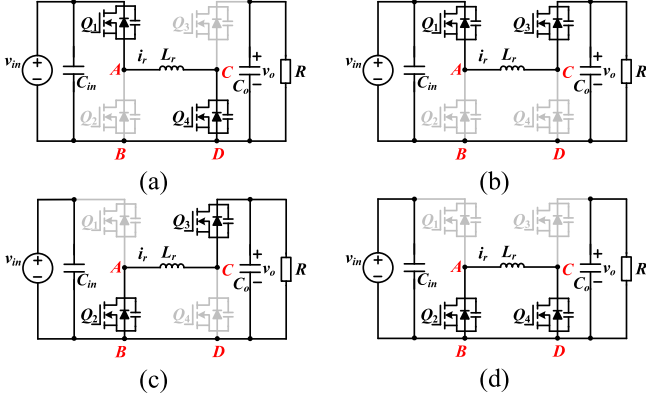 Q1 Q3
vin + − Cin A ir Lr C + vo − Co R
Q2 Q4
B D
(a)
Q1 Q3
vin + − Cin A ir Lr C + vo − Co R
Q2 Q4
B D
(b)
Q1 Q3
vin + − Cin A ir Lr C + vo − Co R
Q2 Q4
B D
(c)
Q1 Q3
vin + − Cin A ir Lr C + vo − Co R
Q2 Q4
B D
(d)